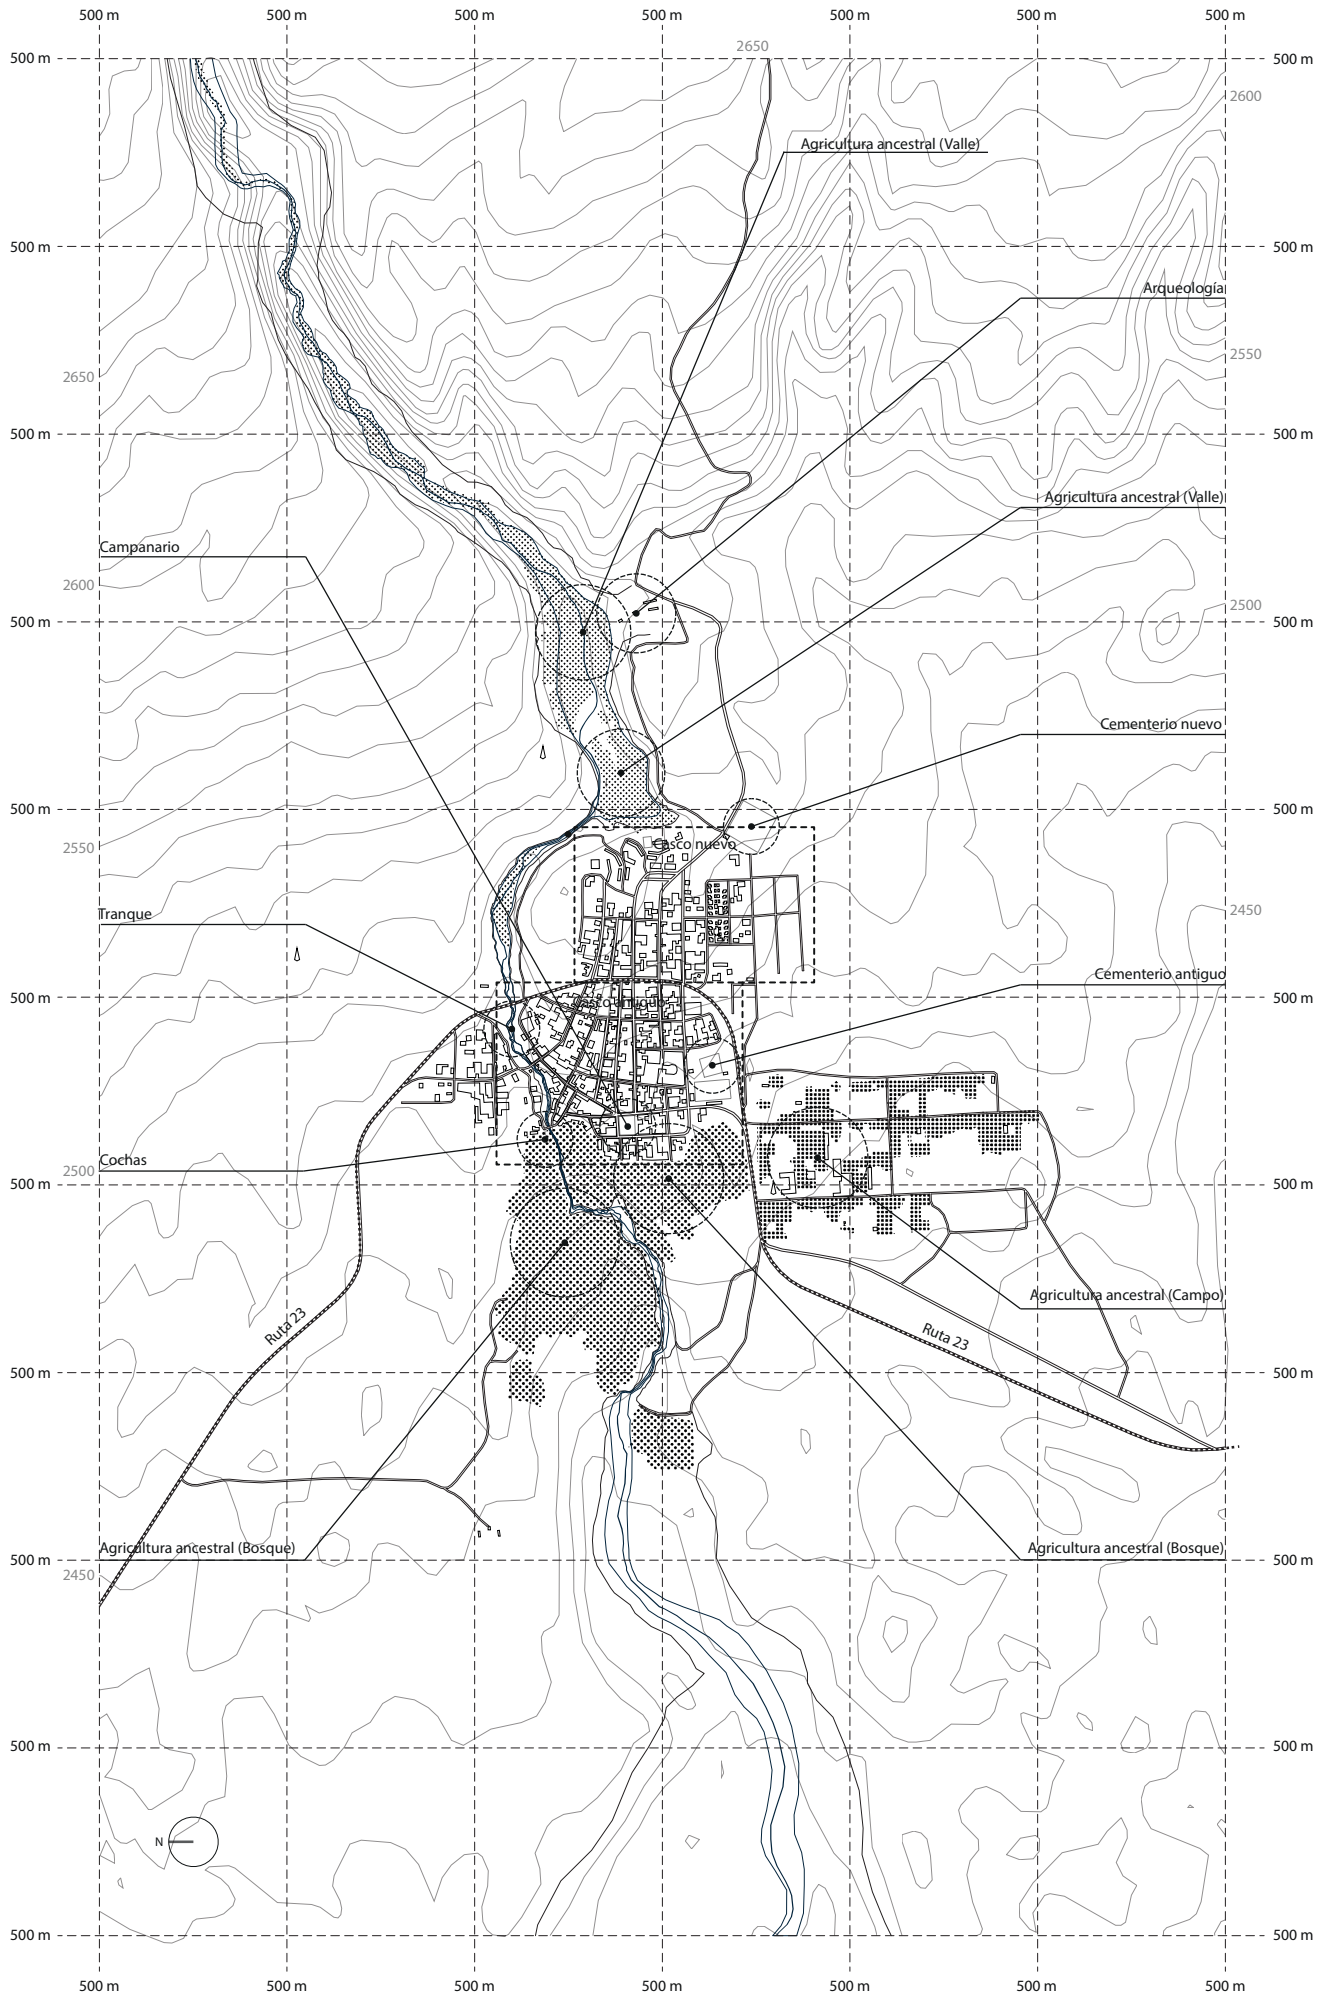 500 m 500 m 500 m 500 m 500 m 500 m 500 m
2650
500 m 500 m
2600
Agricultura ancestral (Valle)
500 m 500 m
Arqueología
2550
2650
500 m 500 m
Agricultura ancestral (Valle)
Campanario
2600
2500
500 m 500 m
Cementerio nuevo
500 m 500 m
Casco nuevo
2550
2450
Tranque
Cementerio antiguo
500 m 500 m
Casco antiguo
Cochas
2500
500 m 500 m
Agricultura ancestral (Campo)
Ruta 23
Ruta 23
500 m 500 m
Agricultura ancestral (Bosque) Agricultura ancestral (Bosque)
500 m 500 m
2450
500 m 500 m
N
500 m 500 m
500 m 500 m 500 m 500 m 500 m 500 m 500 m